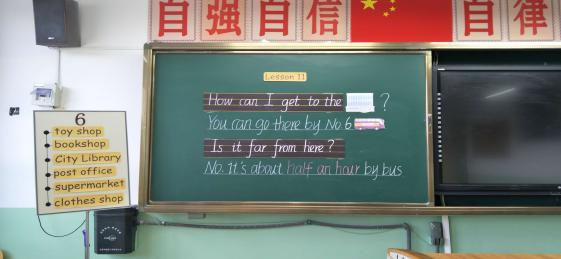 自强自信 自律
Lesson 11
How can I get to the ?
You can go there by No.6
Is it far from here?
No. It's about half an hour by bus
6
toy shop
bookshop
City Library
post office
supermarket
clothes shop